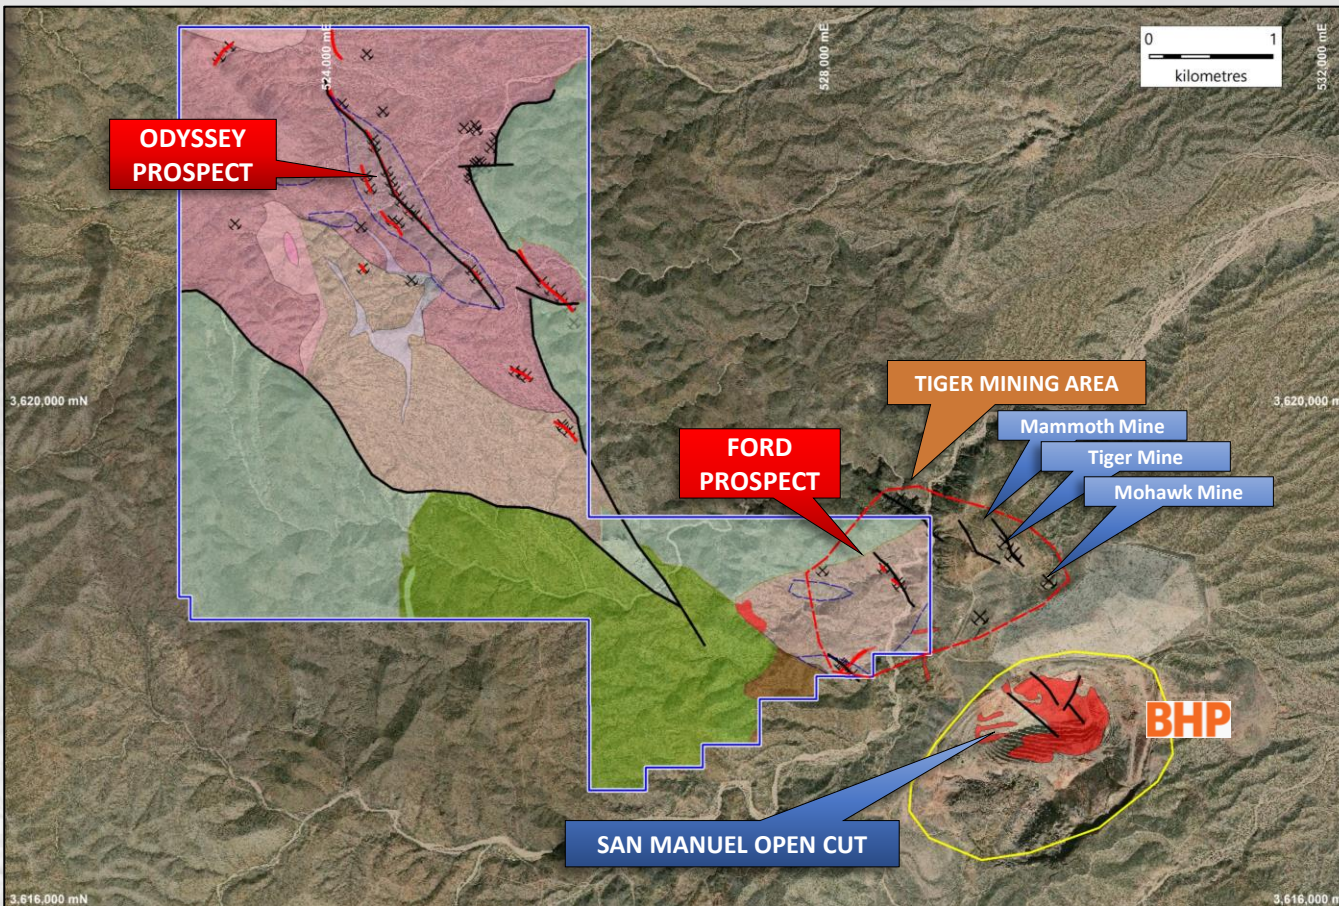 524,000 mE
528,000 mE
532,000 mE
0 1
kilometres
ODYSSEY
PROSPECT
3,620,000 mN
3,620,000 mN
TIGER MINING AREA
Mammoth Mine
Tiger Mine
Mohawk Mine
FORD
PROSPECT
BHP
SAN MANUEL OPEN CUT
3,616,000 mN
3,616,000 mN